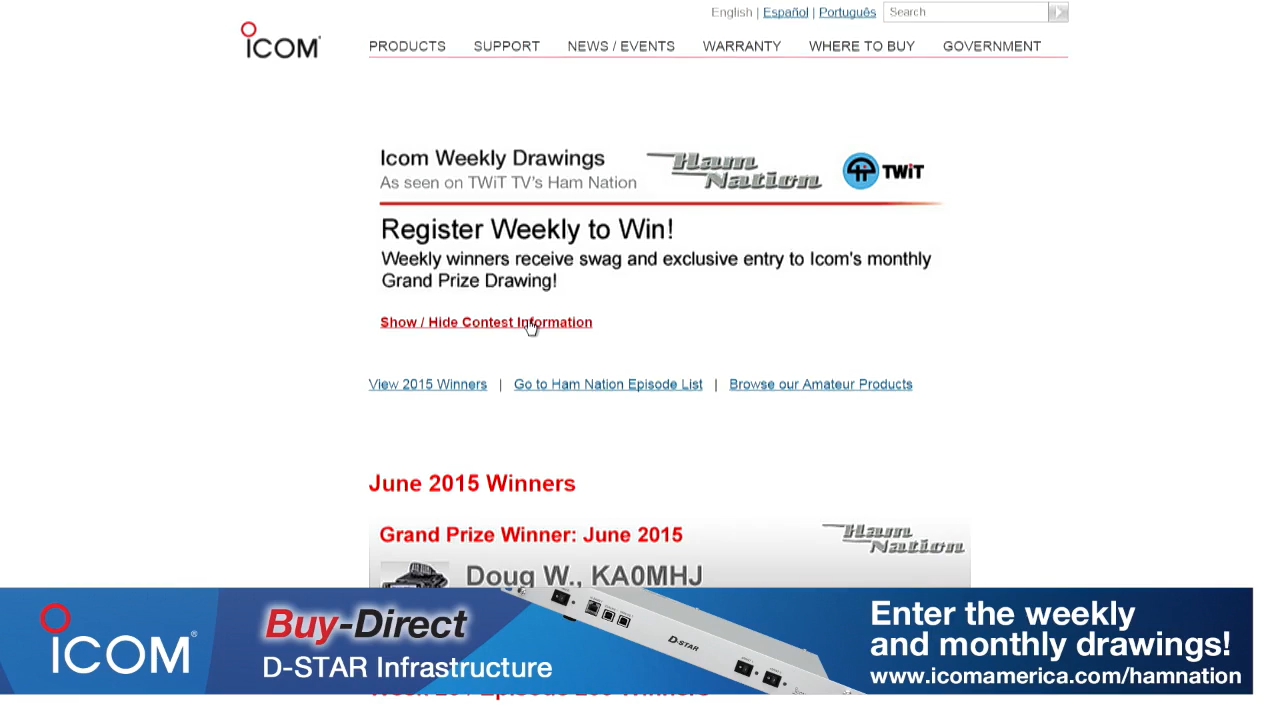 English | Español | Português Search
ICOM
PRODUCTS SUPPORT NEWS / EVENTS WARRANTY WHERE TO BUY GOVERNMENT
Icom Weekly Drawings
As seen on TWiT TV's Ham Nation
Ham Nation
TWiT
Register Weekly to Win!
Weekly winners receive swag and exclusive entry to Icom's monthly
Grand Prize Drawing!
Show / Hide Contest Information
View 2015 Winners | Go to Ham Nation Episode List | Browse our Amateur Products
June 2015 Winners
Grand Prize Winner: June 2015
Ham Nation
Doug W., KA0MHJ
ICOM®
Buy-Direct
D-STAR Infrastructure
D-STAR
Enter the weekly
and monthly drawings!
www.icomamerica.com/hamnation